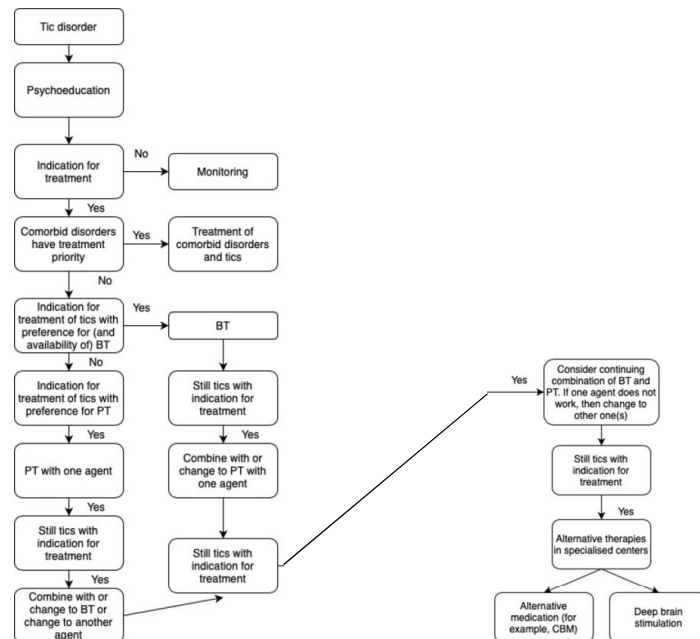 Tic disorder
Psychoeducation
Indication for
treatment
No
Monitoring
Yes
Comorbid disorders
have treatment
priority
Yes
Treatment of
comorbid disorders
and tics
No
Indication for
treatment of tics with
preference for (and
availability of) BT
Yes
BT
No
Indication for
treatment of tics with
preference for PT
Still tics with
indication for
treatment
Yes
Yes
PT with one agent
Combine with or
change to PT with
one agent
Yes
Still tics with
indication for
treatment
Yes
Combine with or
change to BT or
change to another
agent
Still tics with
indication for
treatment
Yes
Consider continuing
combination of BT and
PT. If one agent does not
work, then change to
other one(s)
Still tics with
indication for
treatment
Yes
Alternative therapies
in specialised centers
Alternative
medication (for
example, CBM)
Deep brain
stimulation